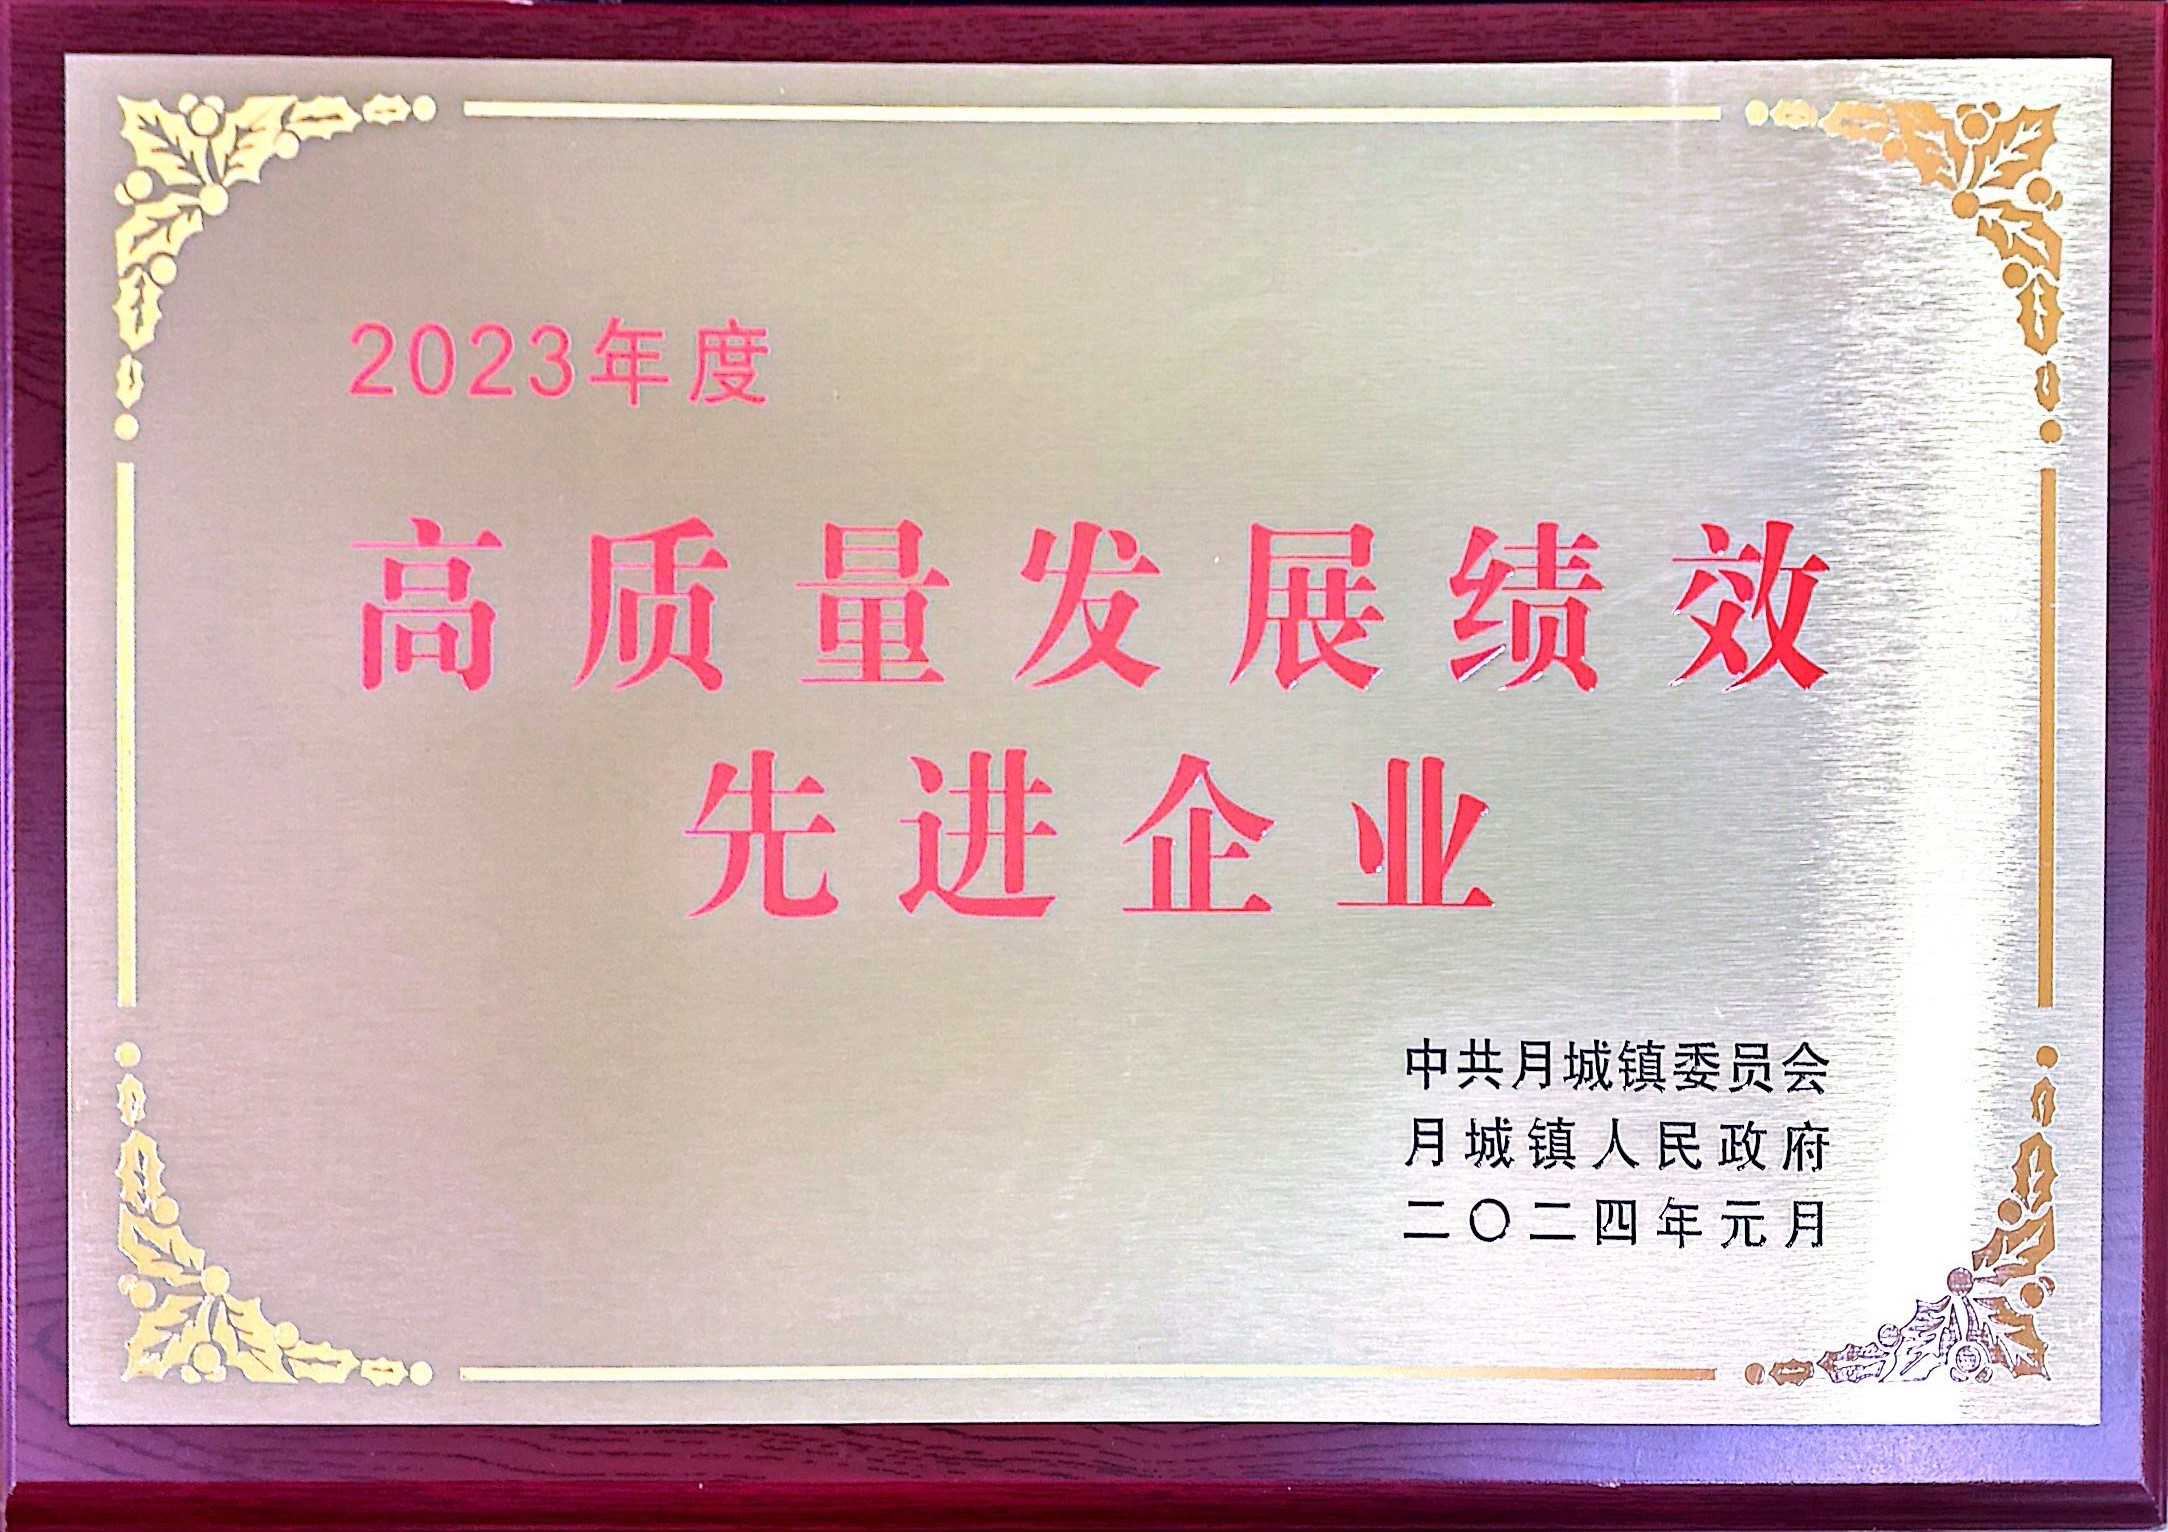 2023年度
高质量发展绩效
先进企业
中共月城镇委员会
月城镇人民政府
二〇二四年元月